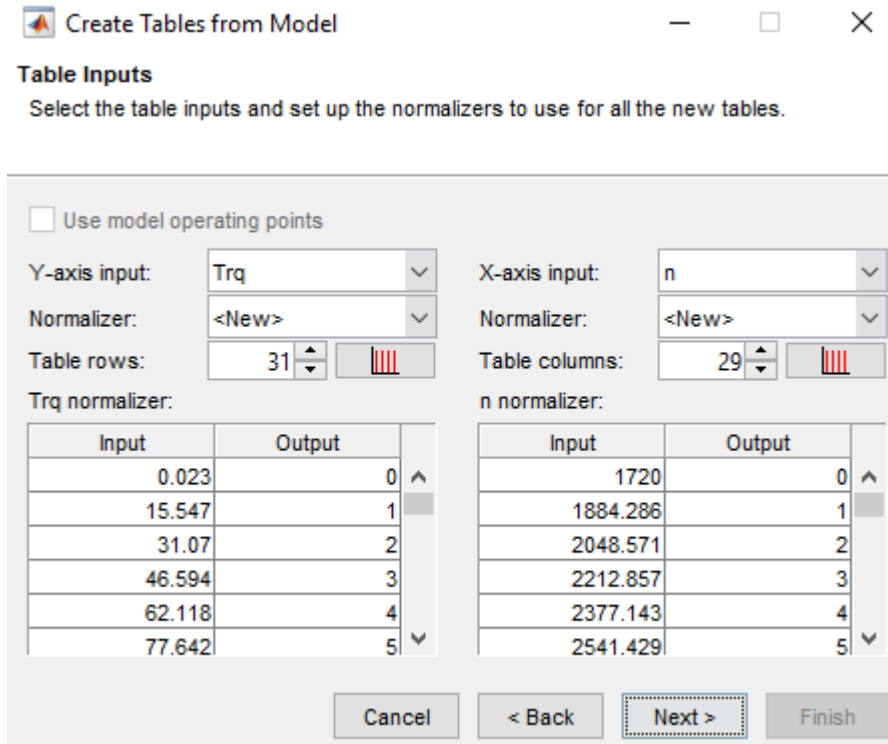 Create Tables from Model
Table Inputs
Select the table inputs and set up the normalizers to use for all the new tables.
Use model operating points
Y-axis input: Trq X-axis input: n
Normalizer: <New> Normalizer: <New>
Table rows: 31 Table columns: 29
Trq normalizer: n normalizer:
Input Output Input Output
0.023 0 1720 0
15.547 1 1884.286 1
31.07 2 2048.571 2
46.594 3 2212.857 3
62.118 4 2377.143 4
77.642 5 2541.429 5
Cancel < Back Next > Finish